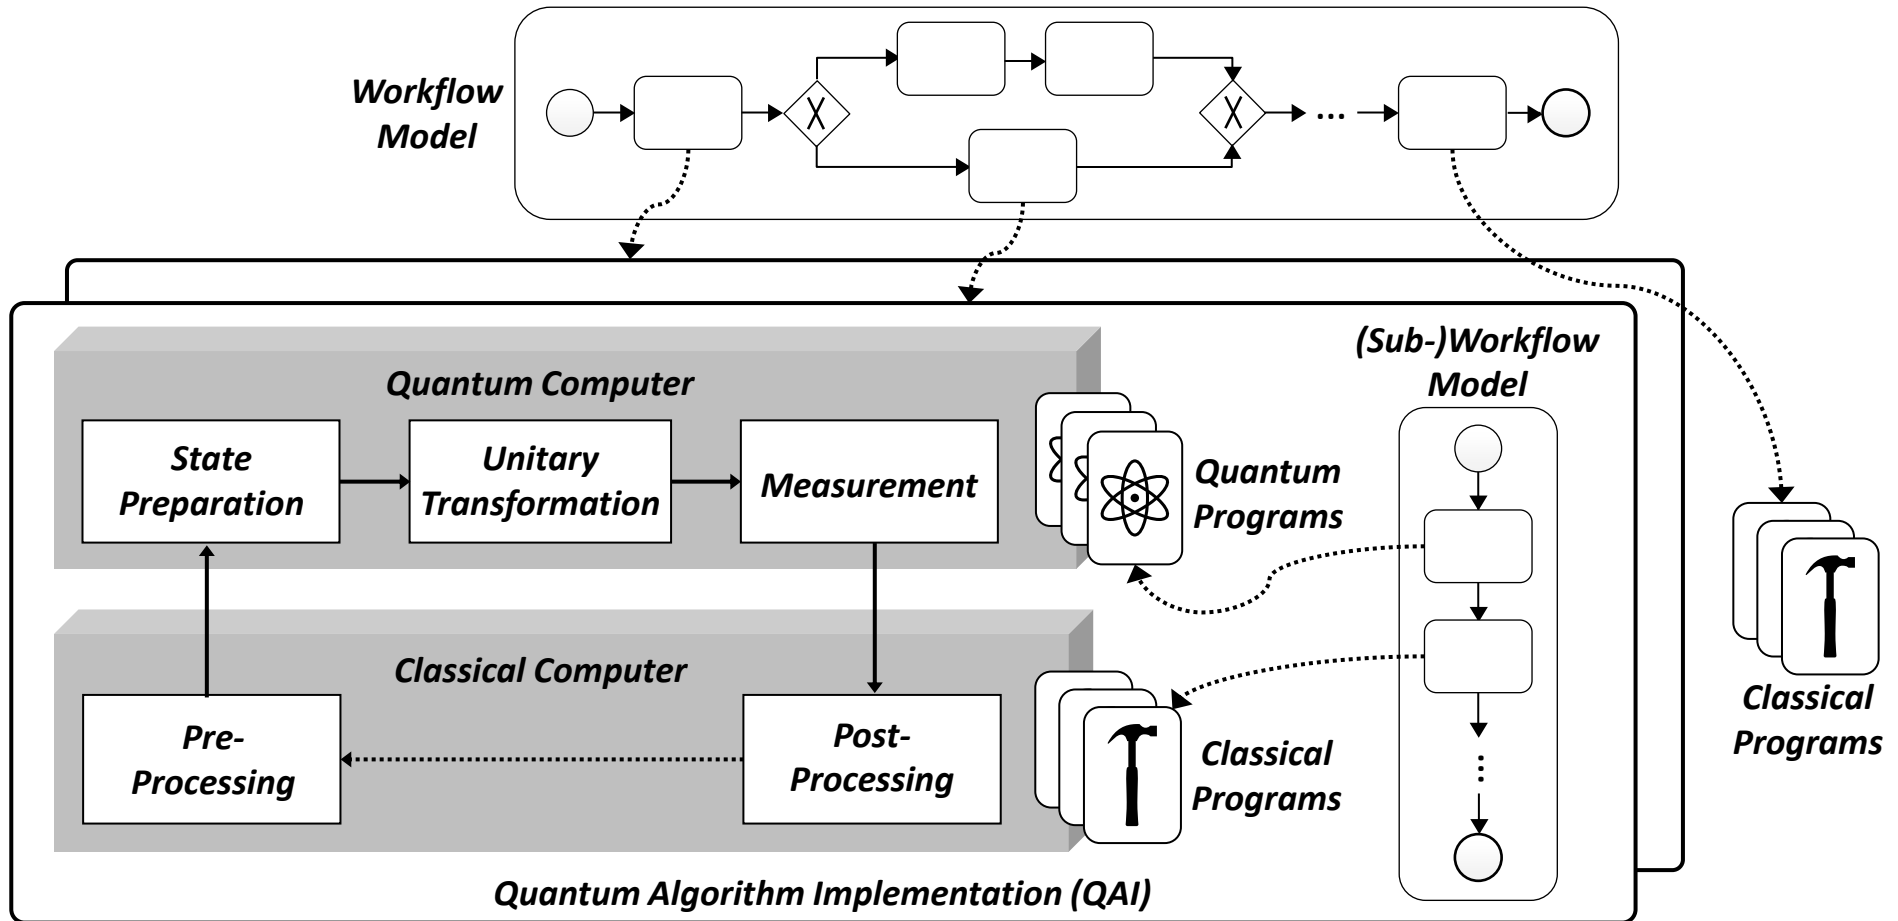 Workflow
Model
X
X
...
(Sub-)Workflow
Model
Quantum Computer
State
Preparation
Unitary
Transformation
Measurement
Quantum
Programs
Classical Computer
Pre-
Processing
Post-
Processing
Classical
Programs
...
Classical
Programs
Quantum Algorithm Implementation (QAI)